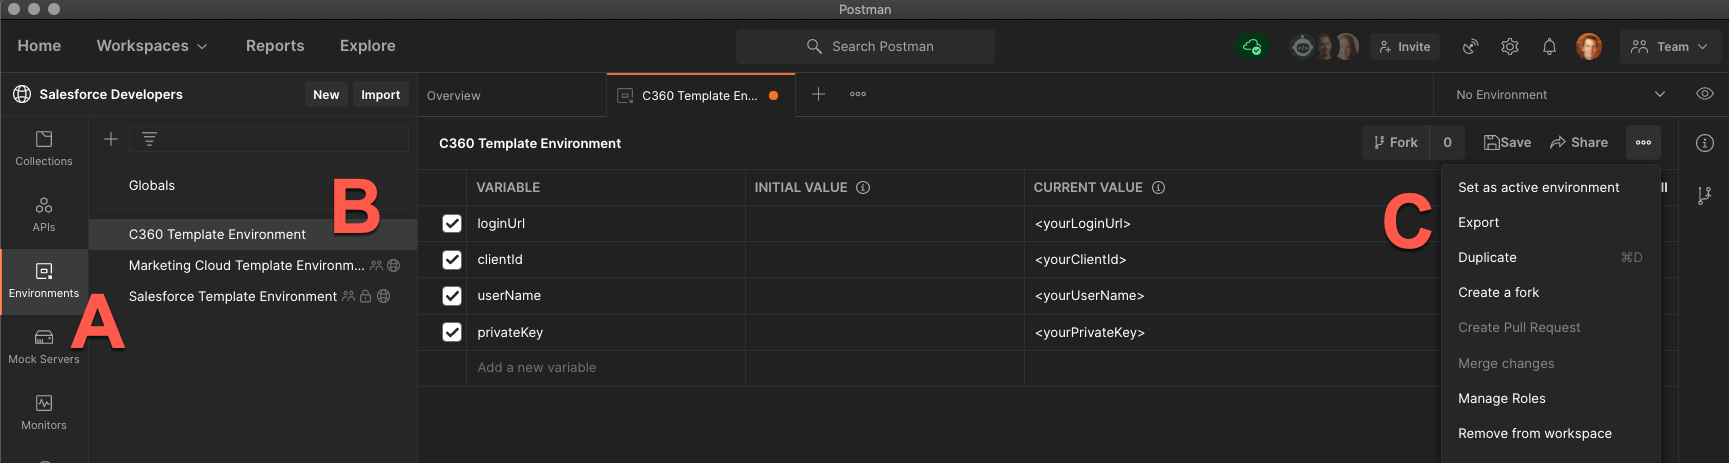 Postman
Home Workspaces Reports Explore Search Postman Invite Team
Salesforce Developers New Import Overview C360 Template En... No Environment
Collections
APIs
Environments
Mock Servers
Monitors
Globals
C360 Template Environment
Marketing Cloud Template Environm...
Salesforce Template Environment
A
B
C360 Template Environment Fork 0 Save Share
VARIABLE INITIAL VALUE CURRENT VALUE
loginUrl <yourLoginUrl>
clientId <yourClientId>
userName <yourUserName>
privateKey <yourPrivateKey>
Add a new variable
C
Set as active environment
Export
Duplicate ⌘D
Create a fork
Create Pull Request
Merge changes
Manage Roles
Remove from workspace